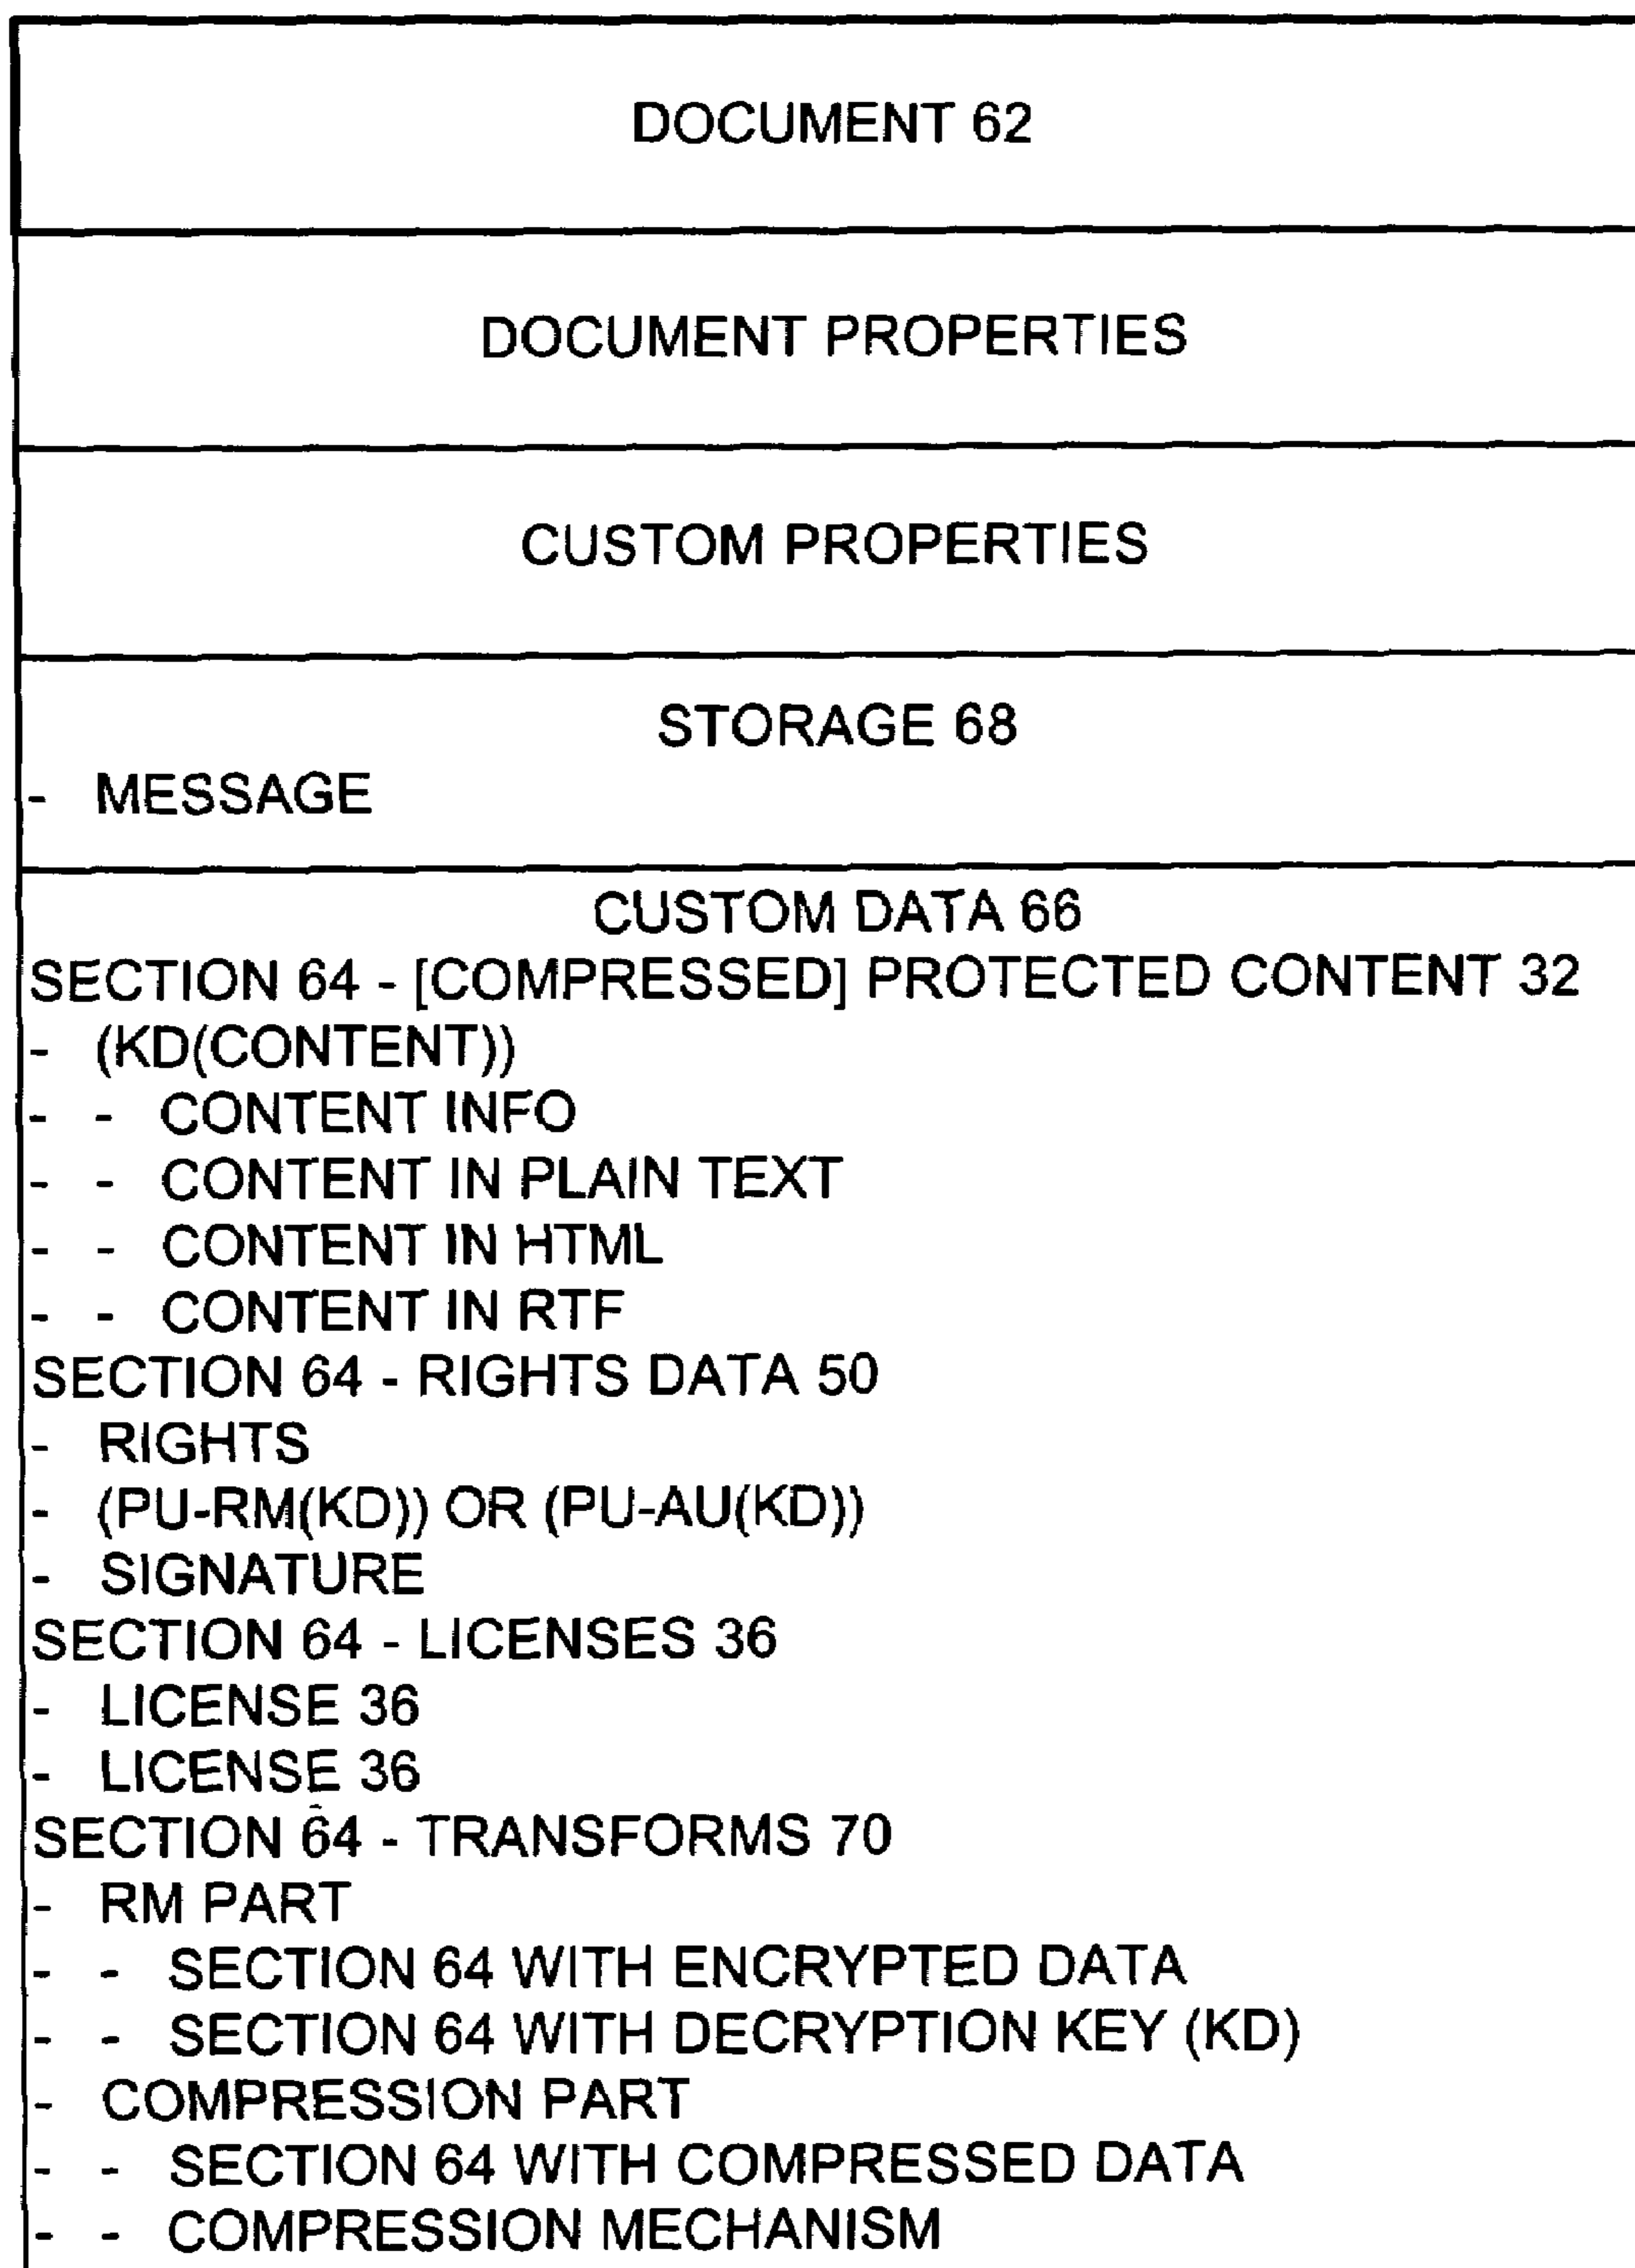 DOCUMENT 62
DOCUMENT PROPERTIES
CUSTOM PROPERTIES
STORAGE 68
- MESSAGE
CUSTOM DATA 66
SECTION 64 - [COMPRESSED] PROTECTED CONTENT 32
- (KD(CONTENT))
- - CONTENT INFO
- - CONTENT IN PLAIN TEXT
- - CONTENT IN HTML
- - CONTENT IN RTF
SECTION 64 - RIGHTS DATA 50
- RIGHTS
- (PU-RM(KD)) OR (PU-AU(KD))
- SIGNATURE
SECTION 64 - LICENSES 36
- LICENSE 36
- LICENSE 36
SECTION 64 - TRANSFORMS 70
- RM PART
- - SECTION 64 WITH ENCRYPTED DATA
- - SECTION 64 WITH DECRYPTION KEY (KD)
- COMPRESSION PART
- - SECTION 64 WITH COMPRESSED DATA
- - COMPRESSION MECHANISM